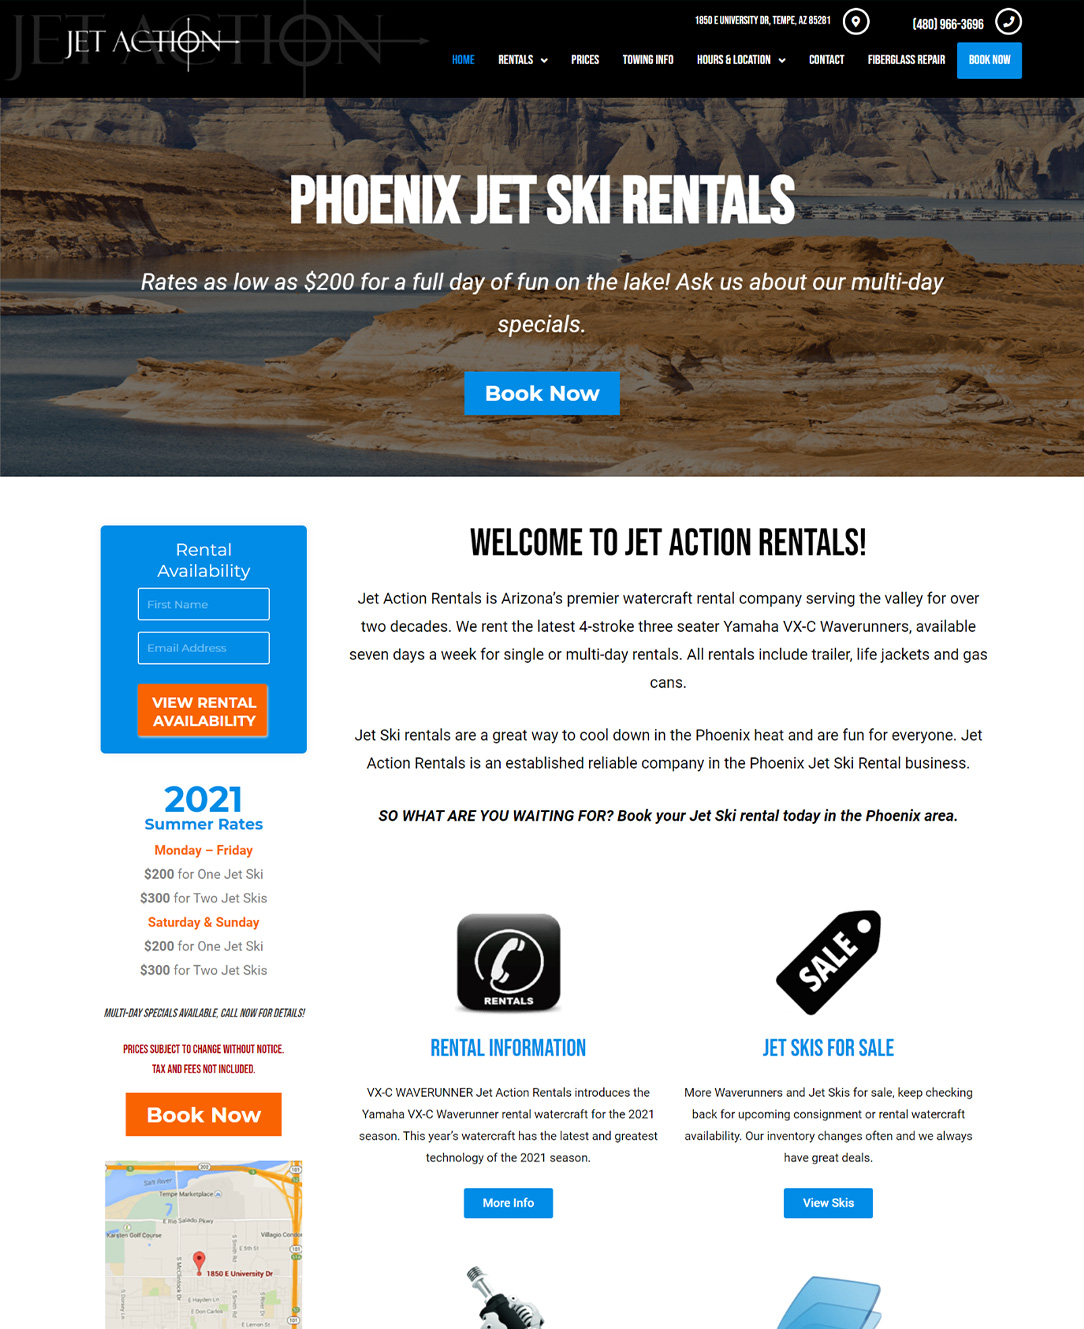 JET ACTION
1850 E UNIVERSITY DR, TEMPE, AZ 85281
(480) 966-3696
HOME
RENTALS
PRICES
TOWING INFO
HOURS & LOCATION
CONTACT
FIBERGLASS REPAIR
BOOK NOW
PHOENIX JET SKI RENTALS
Rates as low as $200 for a full day of fun on the lake! Ask us about our multi-day
specials.
Book Now
Rental
Availability
First Name
Email Address
VIEW RENTAL
AVAILABILITY
2021
Summer Rates
Monday – Friday
$200 for One Jet Ski
$300 for Two Jet Skis
Saturday & Sunday
$200 for One Jet Ski
$300 for Two Jet Skis
MULTI-DAY SPECIALS AVAILABLE, CALL NOW FOR DETAILS!
PRICES SUBJECT TO CHANGE WITHOUT NOTICE.
TAX AND FEES NOT INCLUDED.
Book Now
202
101
Salt River
Tempe Marketplace
E Rio Salado Pkwy
Karsten Golf Course
Villagio Condo
E 5th St
101
S McClintock Dr
S Smith Rd
1850 E University Dr
E Hayden Ln
E Don Carlos
S Dorsey Ln
S Smith Rd
S River Dr
E Lemon St
101
WELCOME TO JET ACTION RENTALS!
Jet Action Rentals is Arizona’s premier watercraft rental company serving the valley for over
two decades. We rent the latest 4-stroke three seater Yamaha VX-C Waverunners, available
seven days a week for single or multi-day rentals. All rentals include trailer, life jackets and gas
cans.
Jet Ski rentals are a great way to cool down in the Phoenix heat and are fun for everyone. Jet
Action Rentals is an established reliable company in the Phoenix Jet Ski Rental business.
SO WHAT ARE YOU WAITING FOR? Book your Jet Ski rental today in the Phoenix area.
RENTALS
RENTAL INFORMATION
VX-C WAVERUNNER Jet Action Rentals introduces the
Yamaha VX-C Waverunner rental watercraft for the 2021
season. This year’s watercraft has the latest and greatest
technology of the 2021 season.
More Info
SALE
JET SKIS FOR SALE
More Waverunners and Jet Skis for sale, keep checking
back for upcoming consignment or rental watercraft
availability. Our inventory changes often and we always
have great deals.
View Skis